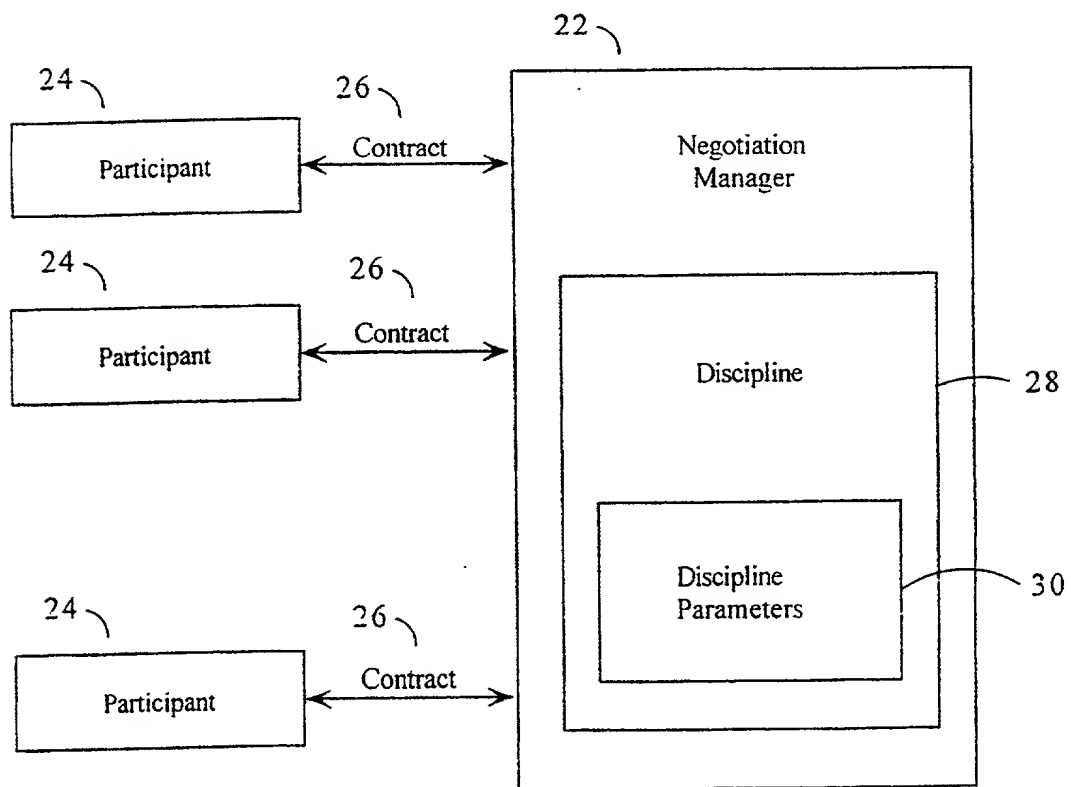 22
24
26
Participant
Contract
Negotiation
Manager
24
26
Participant
Contract
Discipline
28
Discipline
Parameters
30
24
26
Participant
Contract